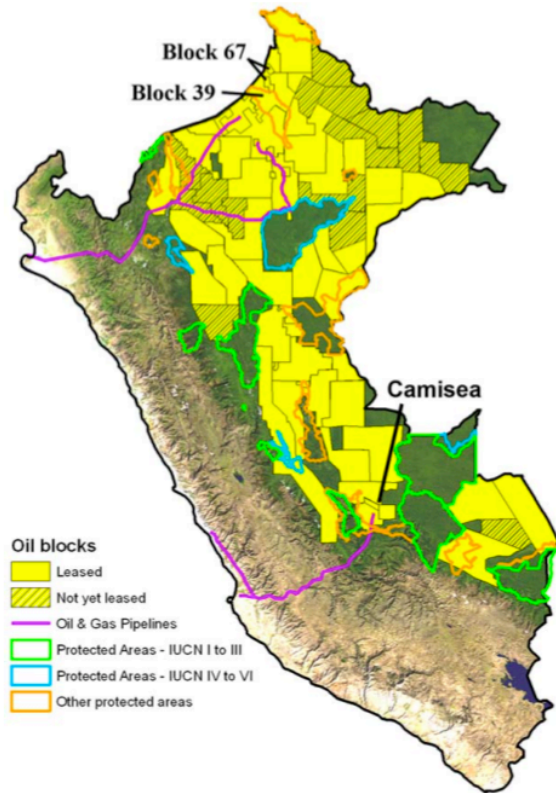 Block 67
Block 39
Camisea
Oil blocks
Leased
Not yet leased
Oil & Gas Pipelines
Protected Areas - IUCN I to III
Protected Areas - IUCN IV to VI
Other protected areas